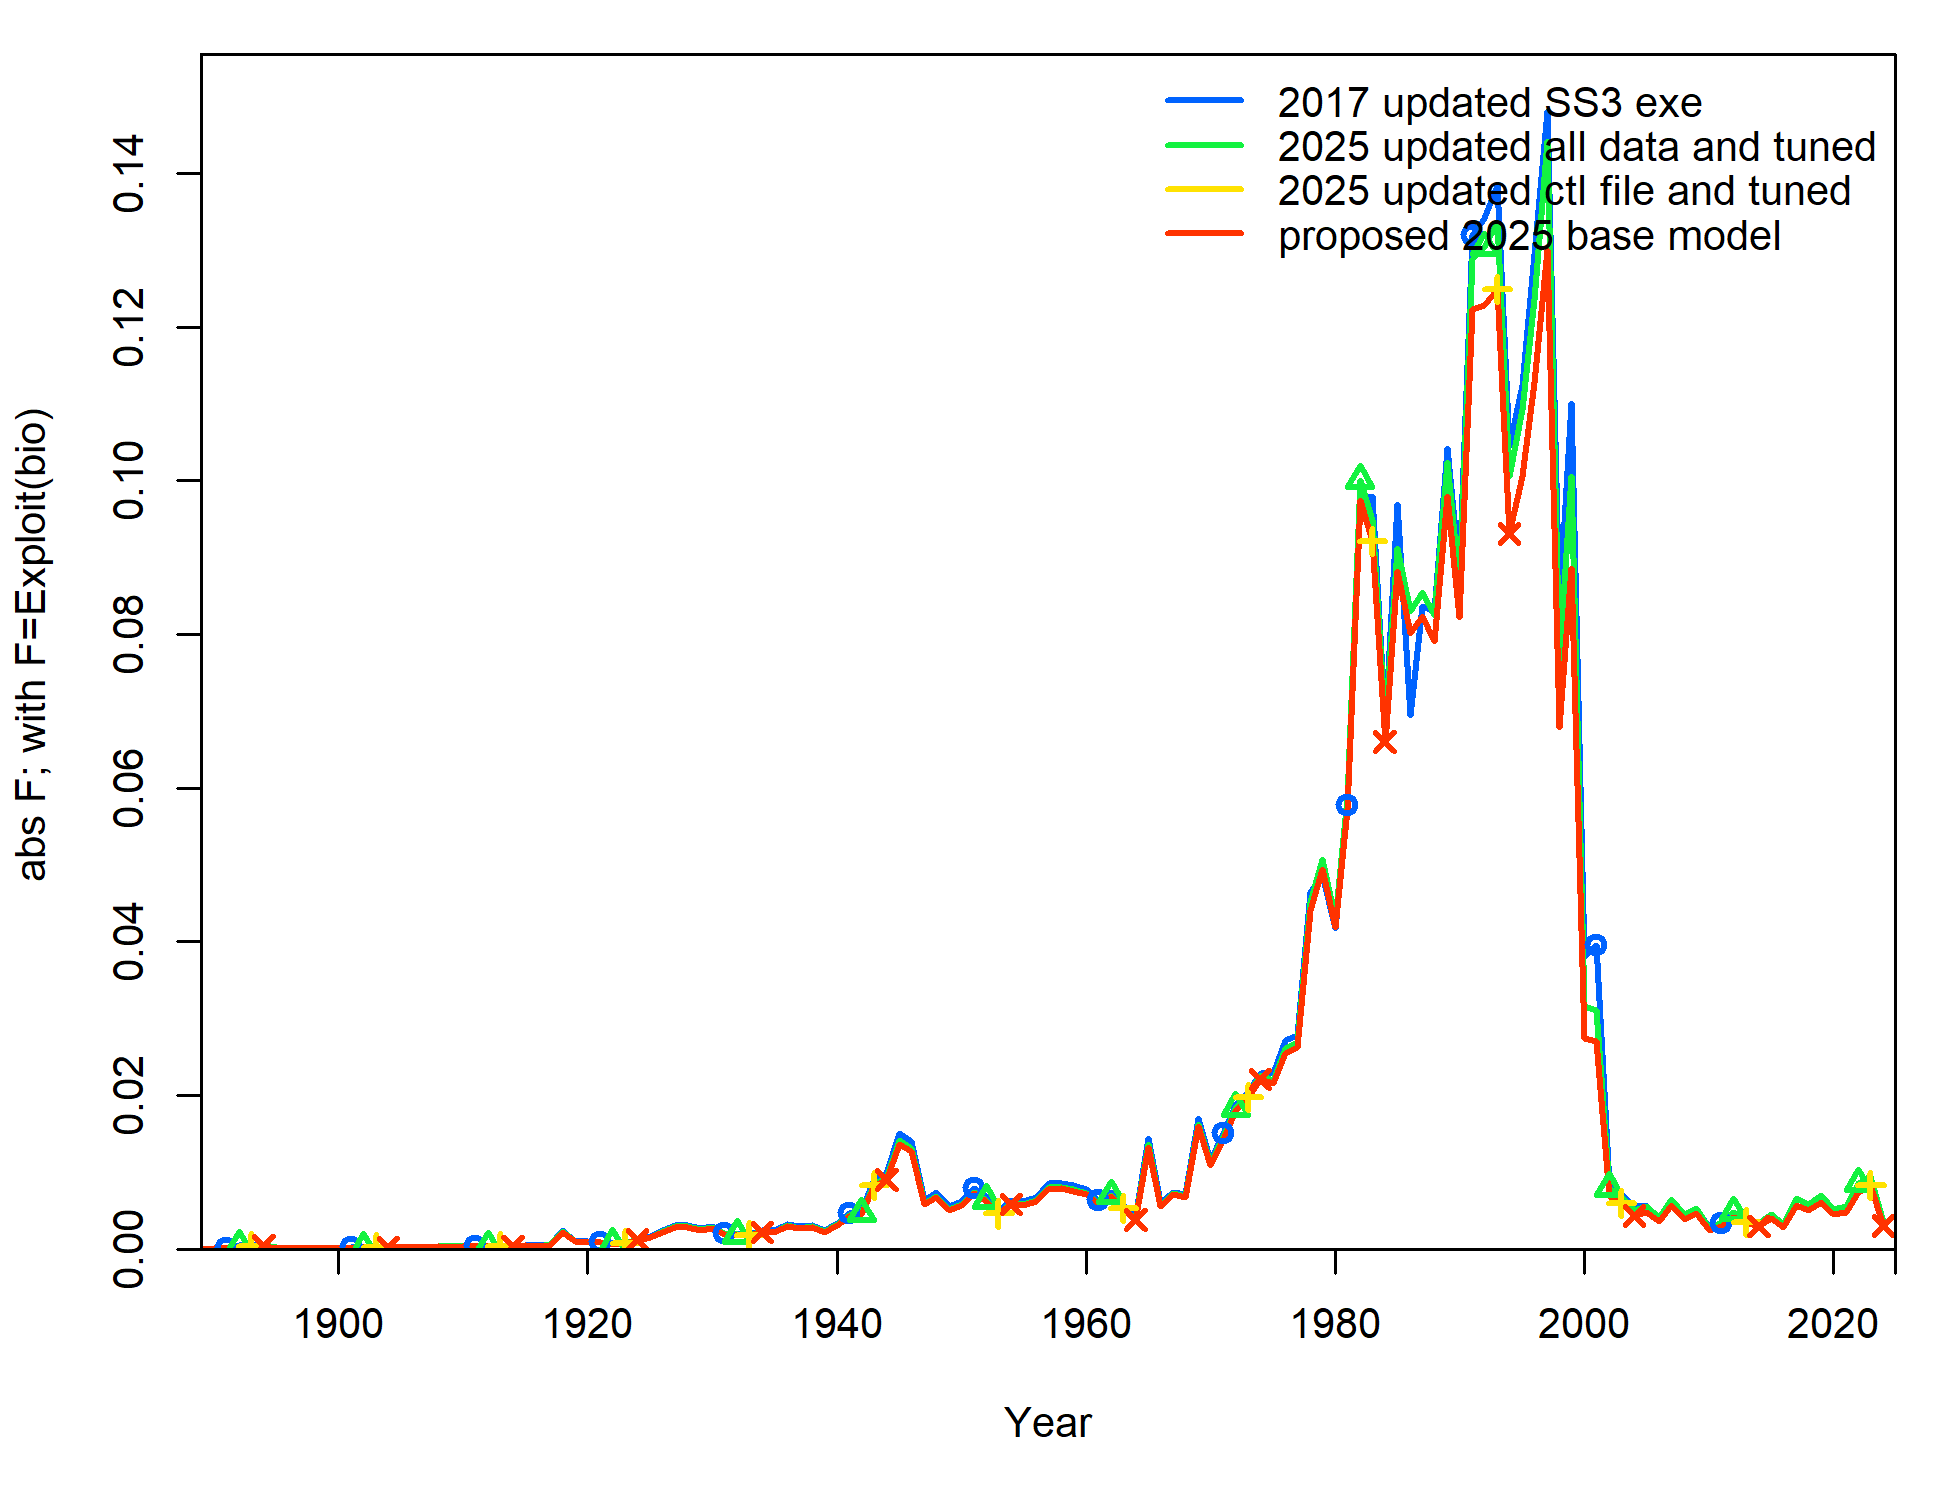 2017 updated SS3 exe
2025 updated all data and tuned
2025 updated ctl file and tuned
proposed 2025 base model
abs F; with F=Exploit(bio)
0.14
0.12
0.10
0.08
0.06
0.04
0.02
0.00
1900 1920 1940 1960 1980 2000 2020
Year